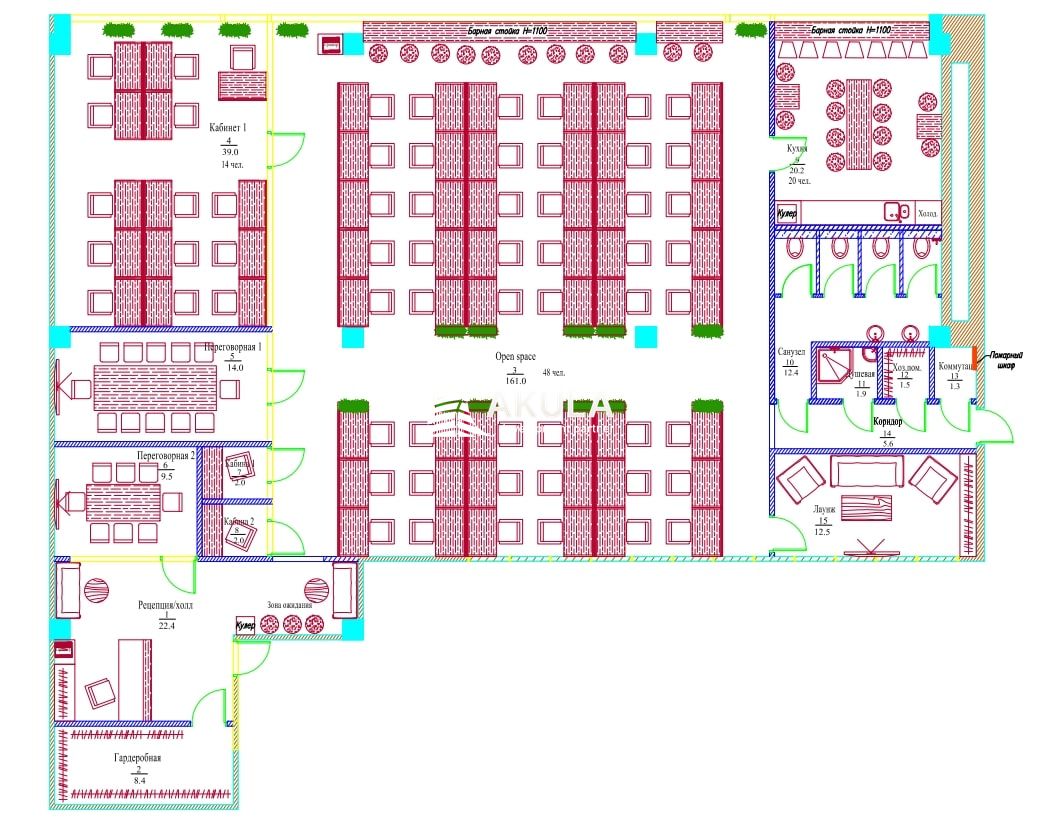 Барная стойка Н=1100
Барная стойка Н=1100
Кабинет 1
4
39.0
14 чел.
Кухня
9
20.2
20 чел.
Кулер
Холод.
Переговорная 1
5
14.0
Open space
3
161.0
48 чел.
Санузел
10
12.4
Душевая
11
1.9
Хоз.пом.
12
1.5
13
1.3
Пожарный
шкаф
AKULA
Коридор
14
5.6
Переговорная 2
6
9.5
Кабина 1
7
2.0
Кабина 2
8
2.0
Лаунж
15
12.5
Рецепция/холл
1
22.4
Зона ожидания
Кулер
Гардеробная
2
8.4